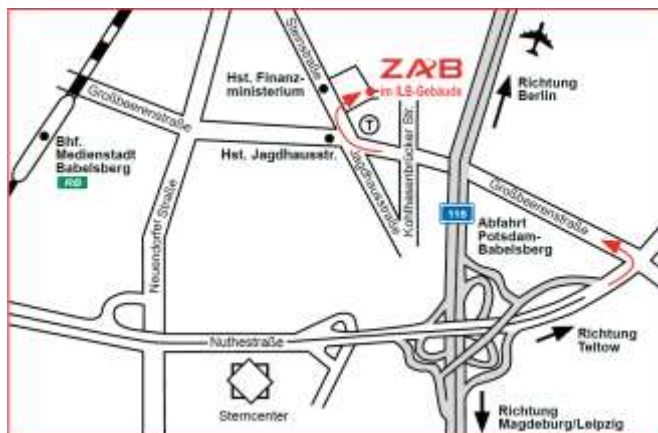 Steinstraße
ZAB
im ILB-Gebäude
Hst. Finanz-
ministerium
Richtung
Berlin
Großbeerenstraße
T
Bhf.
Medienstadt
Babelsberg
RB
Hst. Jagdhausstr.
Jagdhausstraße
Kohlhasenbrücker Str.
Großbeerenstraße
115
Abfahrt
Potsdam-
Babelsberg
Neuendorfer
Straße
Nuthestraße
Richtung
Teltow
Sterncenter
Richtung
Magdeburg/Leipzig